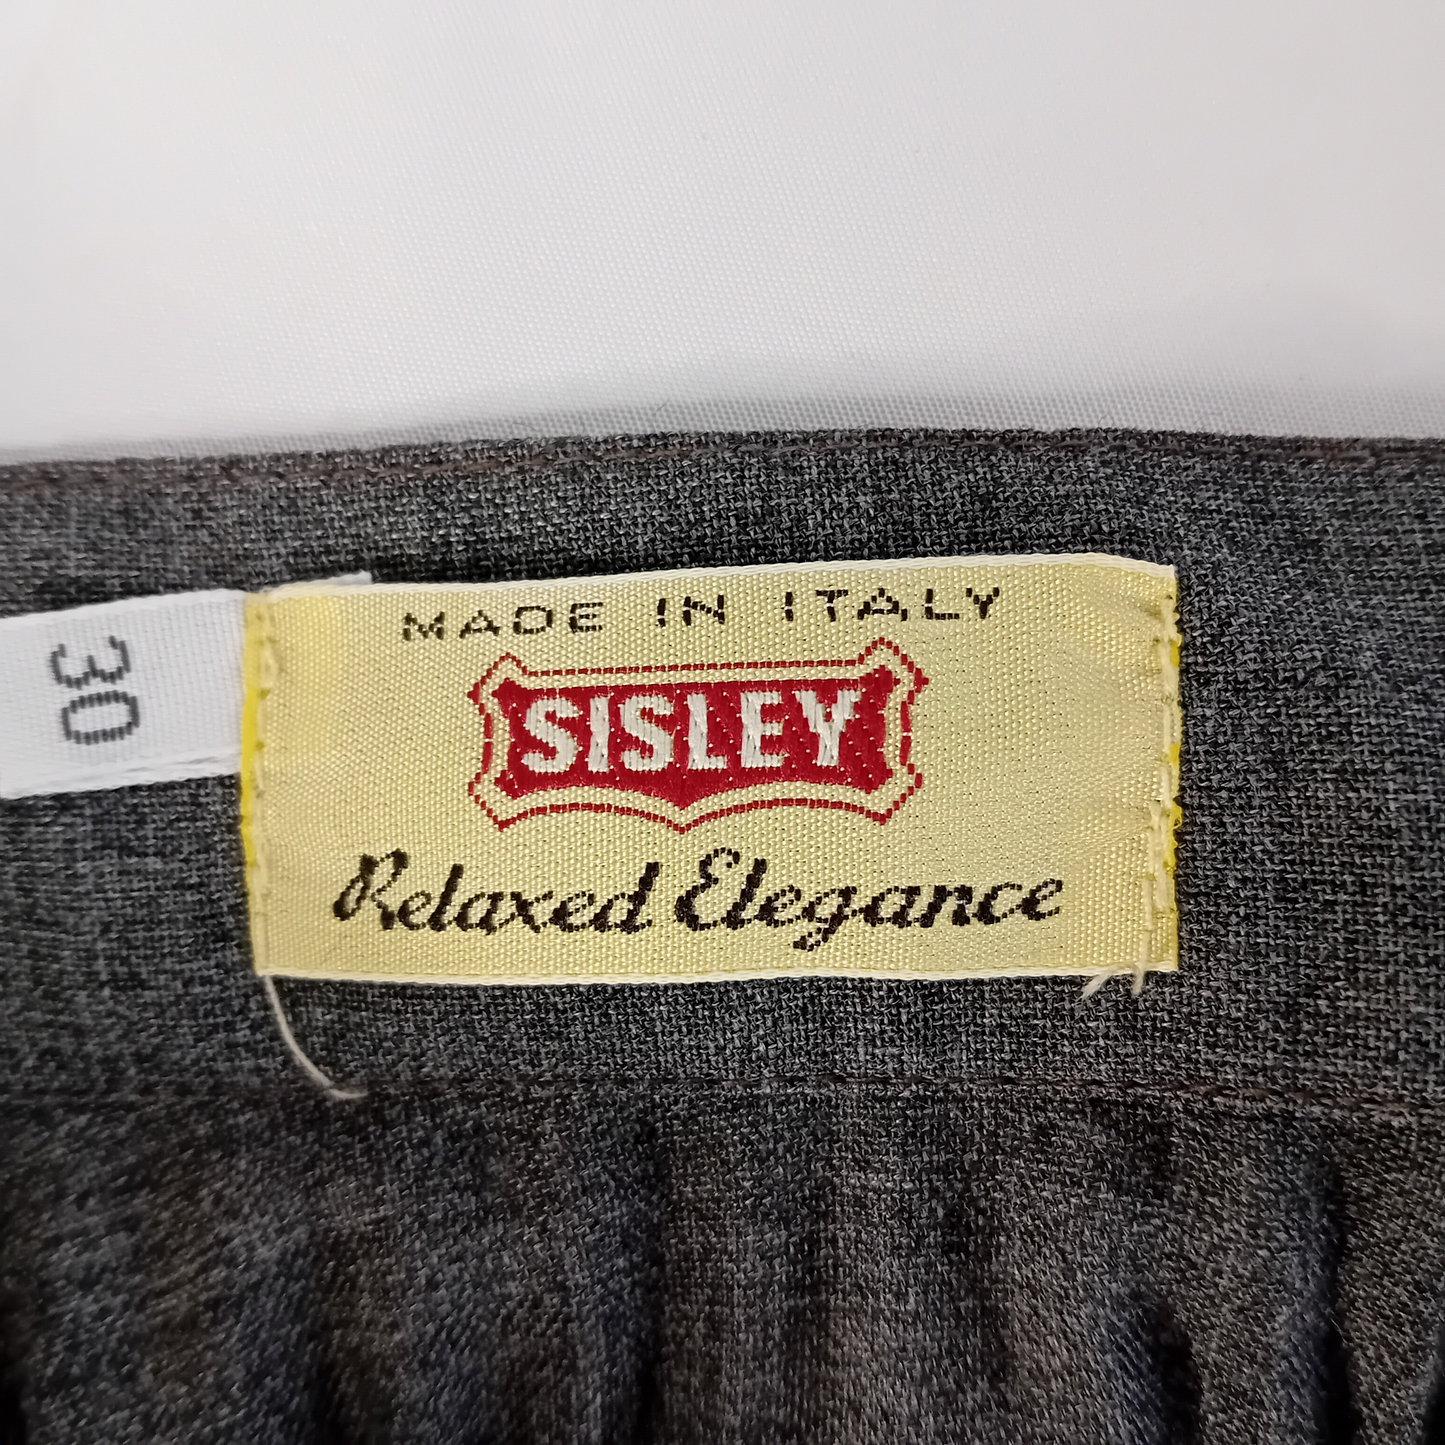 MADE IN ITALY
SISLEY
Relaxed Elegance
30